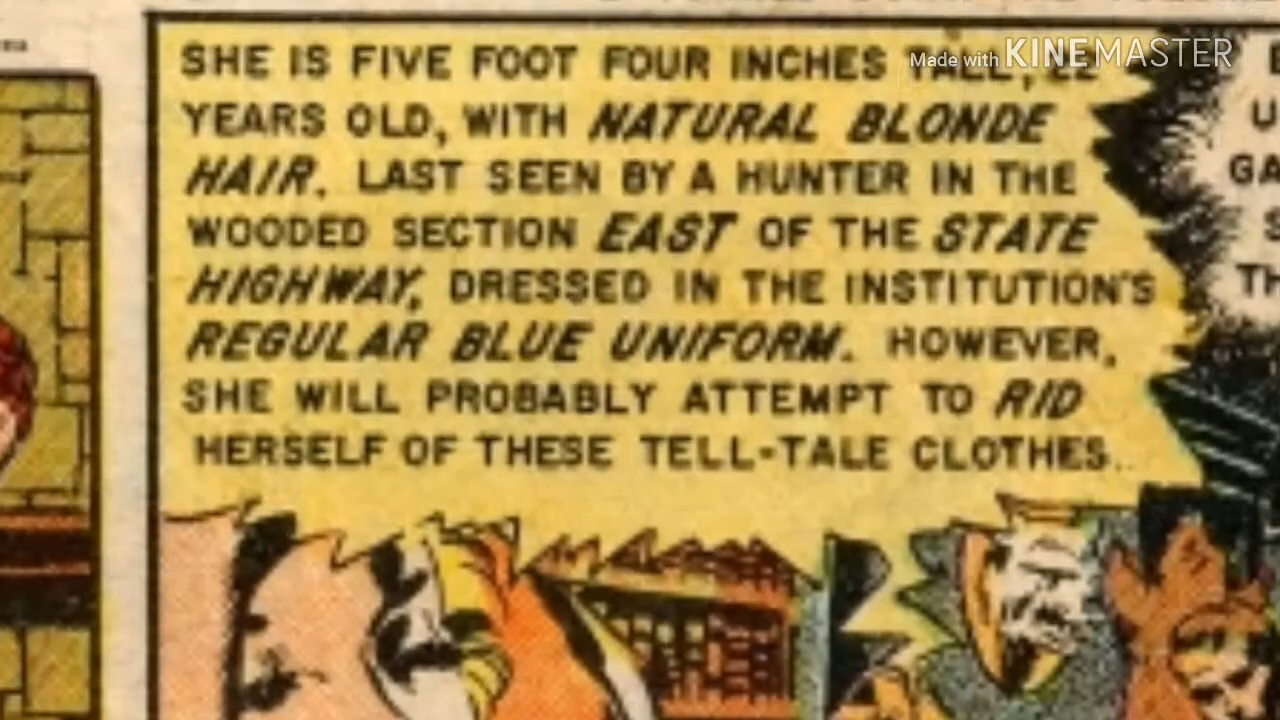 Made with KINEMASTER
SHE IS FIVE FOOT FOUR INCHES TALL,
YEARS OLD, WITH NATURAL BLONDE
HAIR. LAST SEEN BY A HUNTER IN THE
WOODED SECTION EAST OF THE STATE
HIGHWAY, DRESSED IN THE INSTITUTION'S
REGULAR BLUE UNIFORM. HOWEVER,
SHE WILL PROBABLY ATTEMPT TO RID
HERSELF OF THESE TELL-TALE CLOTHES..